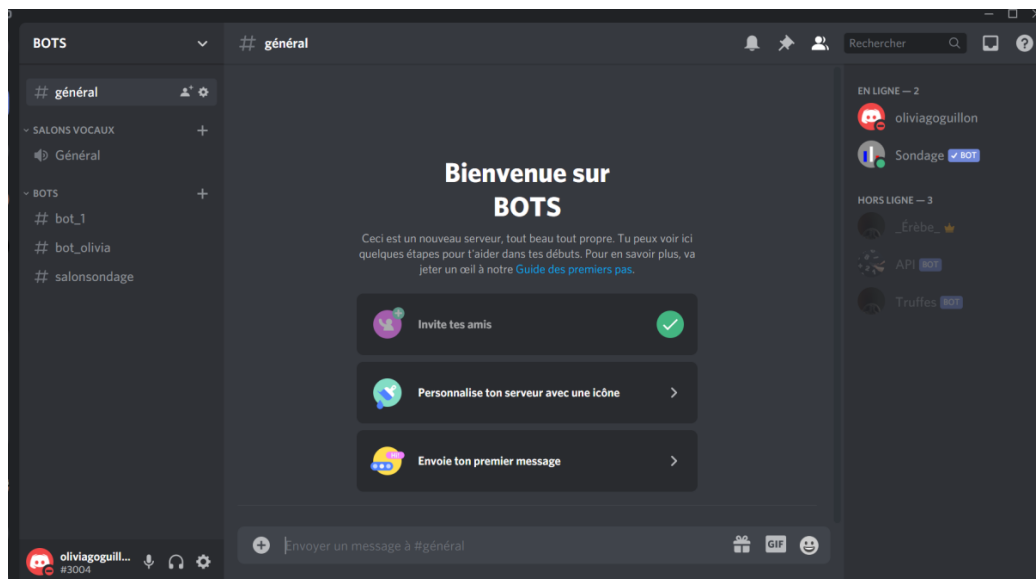 BOTS
# général
Rechercher
# général
SALONS VOCAUX
Général
BOTS
# bot_1
# bot_olivia
# salonsondage
oliviagoguill...
#3004
Bienvenue sur
BOTS
Ceci est un nouveau serveur, tout beau tout propre. Tu peux voir ici
quelques étapes pour t'aider dans tes débuts. Pour en savoir plus, va
jeter un œil à notre Guide des premiers pas.
Invite tes amis
Personnalise ton serveur avec une icône
Envoie ton premier message
Envoyer un message à #général
GIF
EN LIGNE — 2
oliviagoguillon
Sondage ✓ BOT
HORS LIGNE — 3
_Érèbe_
API BOT
Truffes BOT